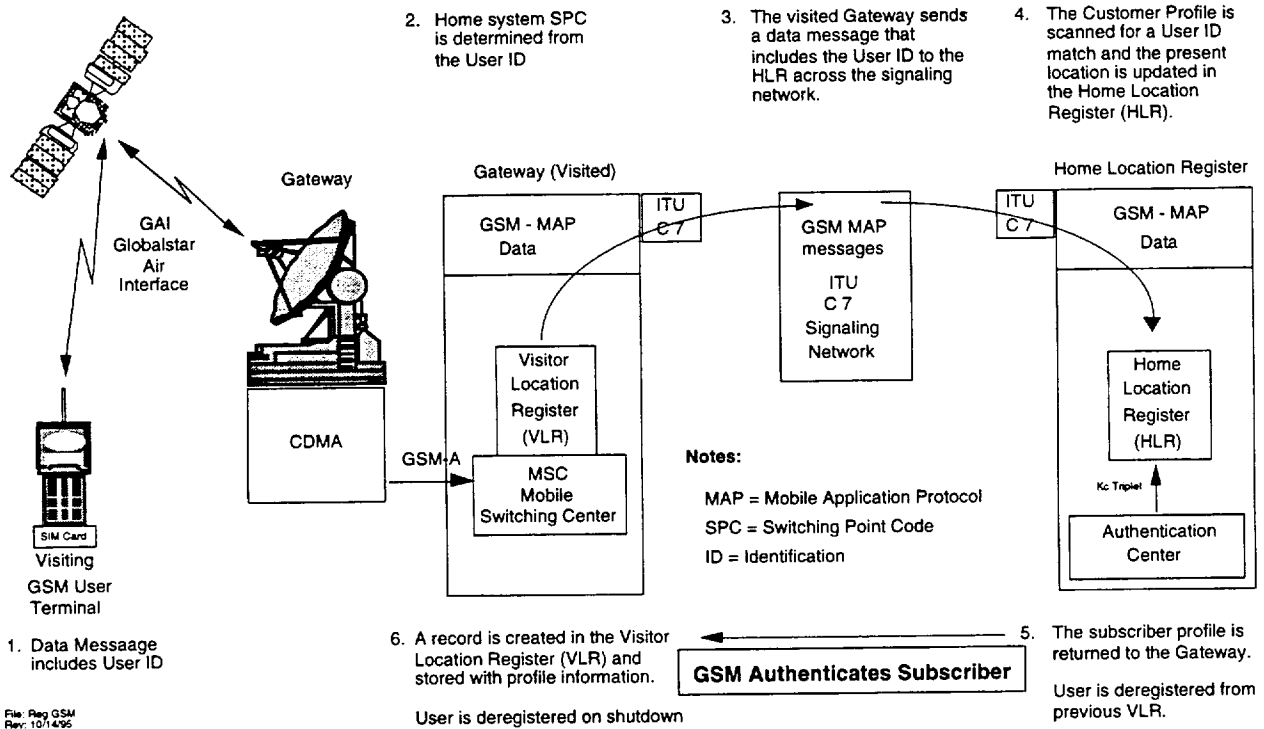 2. Home system SPC
is determined from
the User ID
3. The visited Gateway sends
a data message that
includes the User ID to the
HLR across the signaling
network.
4. The Customer Profile is
scanned for a User ID
match and the present
location is updated in
the Home Location
Register (HLR).
GAI
Globalstar
Air
Interface
Gateway
CDMA
GSM-A
Gateway (Visited)
GSM - MAP
Data
ITU
C 7
Visitor
Location
Register
(VLR)
MSC
Mobile
Switching Center
GSM MAP
messages
ITU
C 7
Signaling
Network
Home Location Register
ITU
C 7
GSM - MAP
Data
Home
Location
Register
(HLR)
Kc Triplet
Authentication
Center
Notes:
MAP = Mobile Application Protocol
SPC = Switching Point Code
ID = Identification
SIM Card
Visiting
GSM User
Terminal
1. Data Messaage
includes User ID
6. A record is created in the Visitor
Location Register (VLR) and
stored with profile information.
User is deregistered on shutdown
GSM Authenticates Subscriber
5. The subscriber profile is
returned to the Gateway.
User is deregistered from
previous VLR.
File: Reg GSM
Rev: 10/14/95